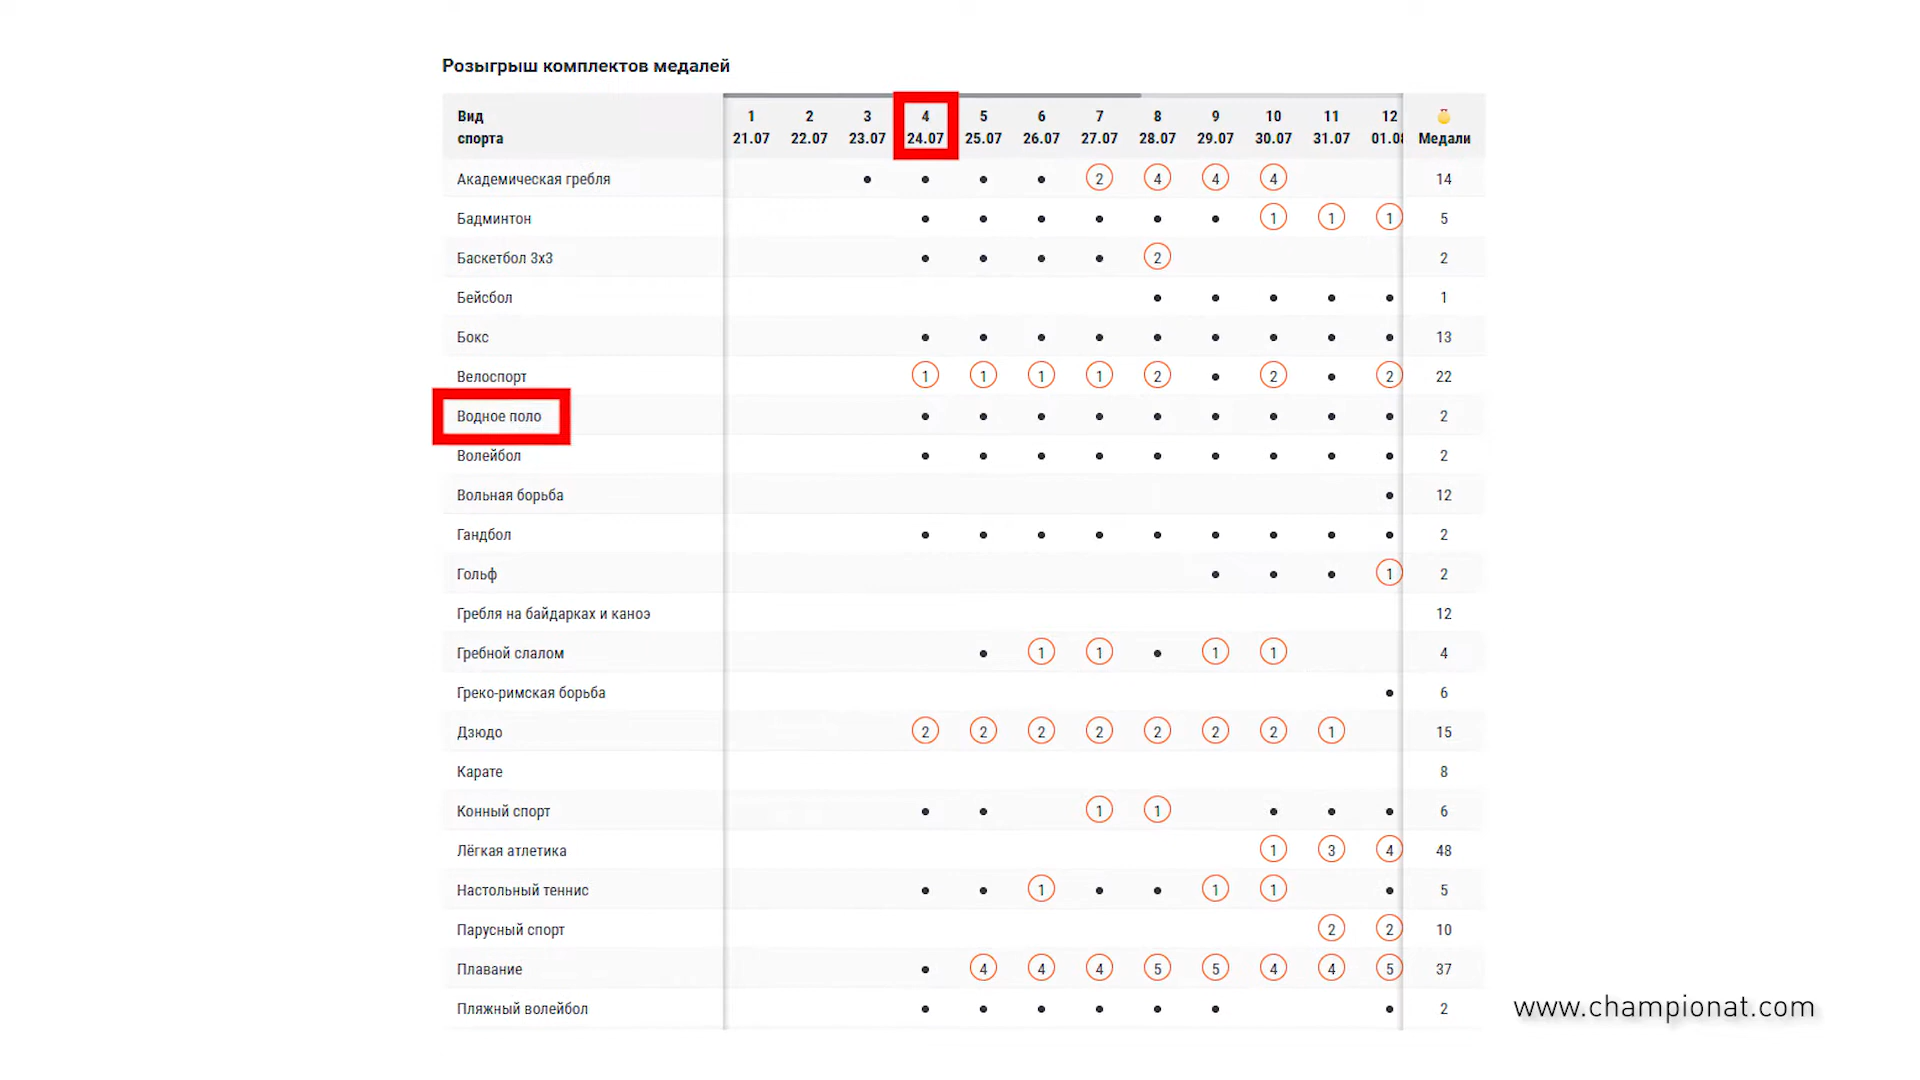 Розыгрыш комплектов медалей
Вид 1 2 3 4 5 6 7 8 9 10 11 12
спорта 21.07 22.07 23.07 24.07 25.07 26.07 27.07 28.07 29.07 30.07 31.07 01.08 Медали
Академическая гребля 2 4 4 4 14
Бадминтон 1 1 1 5
Баскетбол 3x3 2 2
Бейсбол 1
Бокс 13
Велоспорт 1 1 1 1 2 2 2 22
Водное поло 2
Волейбол 2
Вольная борьба 12
Гандбол 2
Гольф 1 2
Гребля на байдарках и каноэ 12
Гребной слалом 1 1 1 1 4
Греко-римская борьба 6
Дзюдо 2 2 2 2 2 2 2 1 15
Карате 8
Конный спорт 1 1 6
Лёгкая атлетика 1 3 4 48
Настольный теннис 1 1 1 5
Парусный спорт 2 2 10
Плавание 4 4 4 5 5 4 4 5 37
Пляжный волейбол 2
www.championat.com